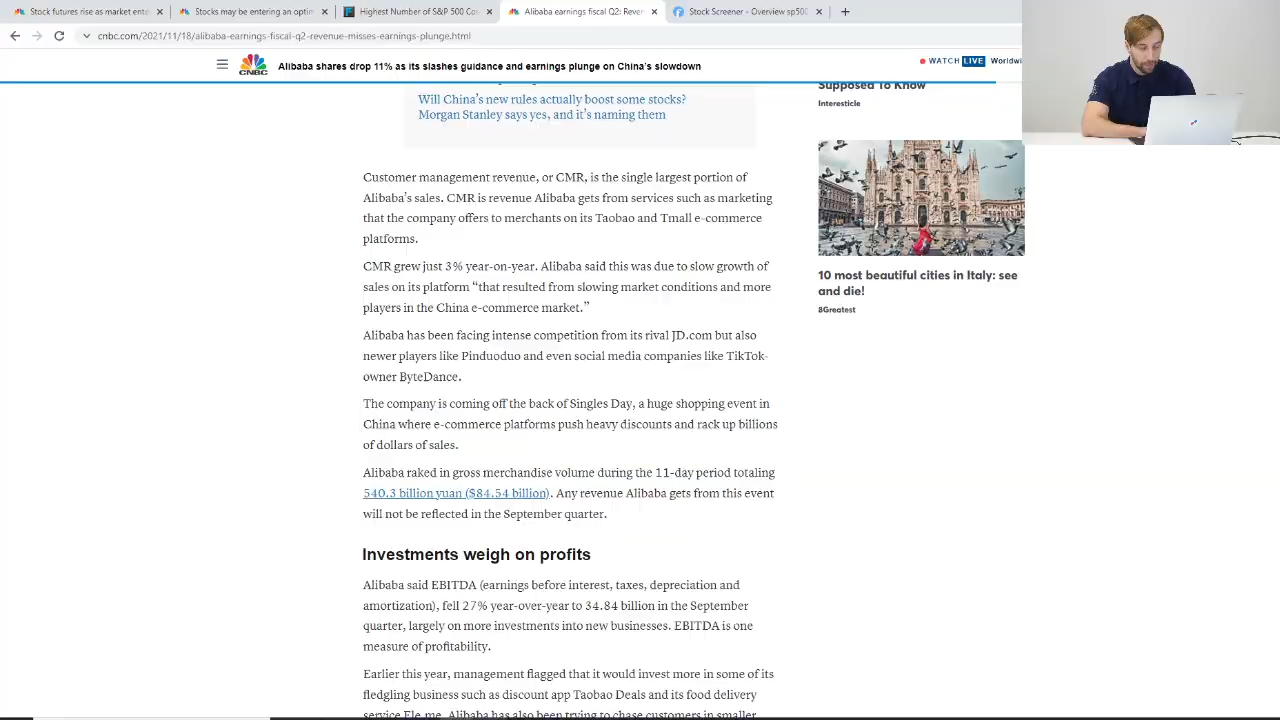 Stock futures rise as market ente
Stocks may be entering an optim
Highest Number of S&P 500 Co
Alibaba earnings fiscal Q2: Reve
Stock Screener - Overview sp500
cnbc.com/2021/11/18/alibaba-earnings-fiscal-q2-revenue-misses-earnings-plunge.html
CNBC
Alibaba shares drop 11% as it slashes guidance and earnings plunge on China's slowdown
WATCH LIVE Worldwi
Will China's new rules actually boost some stocks?
Morgan Stanley says yes, and it's naming them
Customer management revenue, or CMR, is the single largest portion of
Alibaba's sales. CMR is revenue Alibaba gets from services such as marketing
that the company offers to merchants on its Taobao and Tmall e-commerce
platforms.
CMR grew just 3% year-on-year. Alibaba said this was due to slow growth of
sales on its platform “that resulted from slowing market conditions and more
players in the China e-commerce market.”
Alibaba has been facing intense competition from its rival JD.com but also
newer players like Pinduoduo and even social media companies like TikTok-
owner ByteDance.
The company is coming off the back of Singles Day, a huge shopping event in
China where e-commerce platforms push heavy discounts and rack up billions
of dollars of sales.
Alibaba raked in gross merchandise volume during the 11-day period totaling
540.3 billion yuan ($84.54 billion). Any revenue Alibaba gets from this event
will not be reflected in the September quarter.
Investments weigh on profits
Alibaba said EBITDA (earnings before interest, taxes, depreciation and
amortization), fell 27% year-over-year to 34.84 billion in the September
quarter, largely on more investments into new businesses. EBITDA is one
measure of profitability.
Earlier this year, management flagged that it would invest more in some of its
fledgling business such as discount app Taobao Deals and its food delivery
service Ele.me. Alibaba has also been trying to chase customers in smaller
Supposed To Know
Interesticle
10 most beautiful cities in Italy: see
and die!
8Greatest